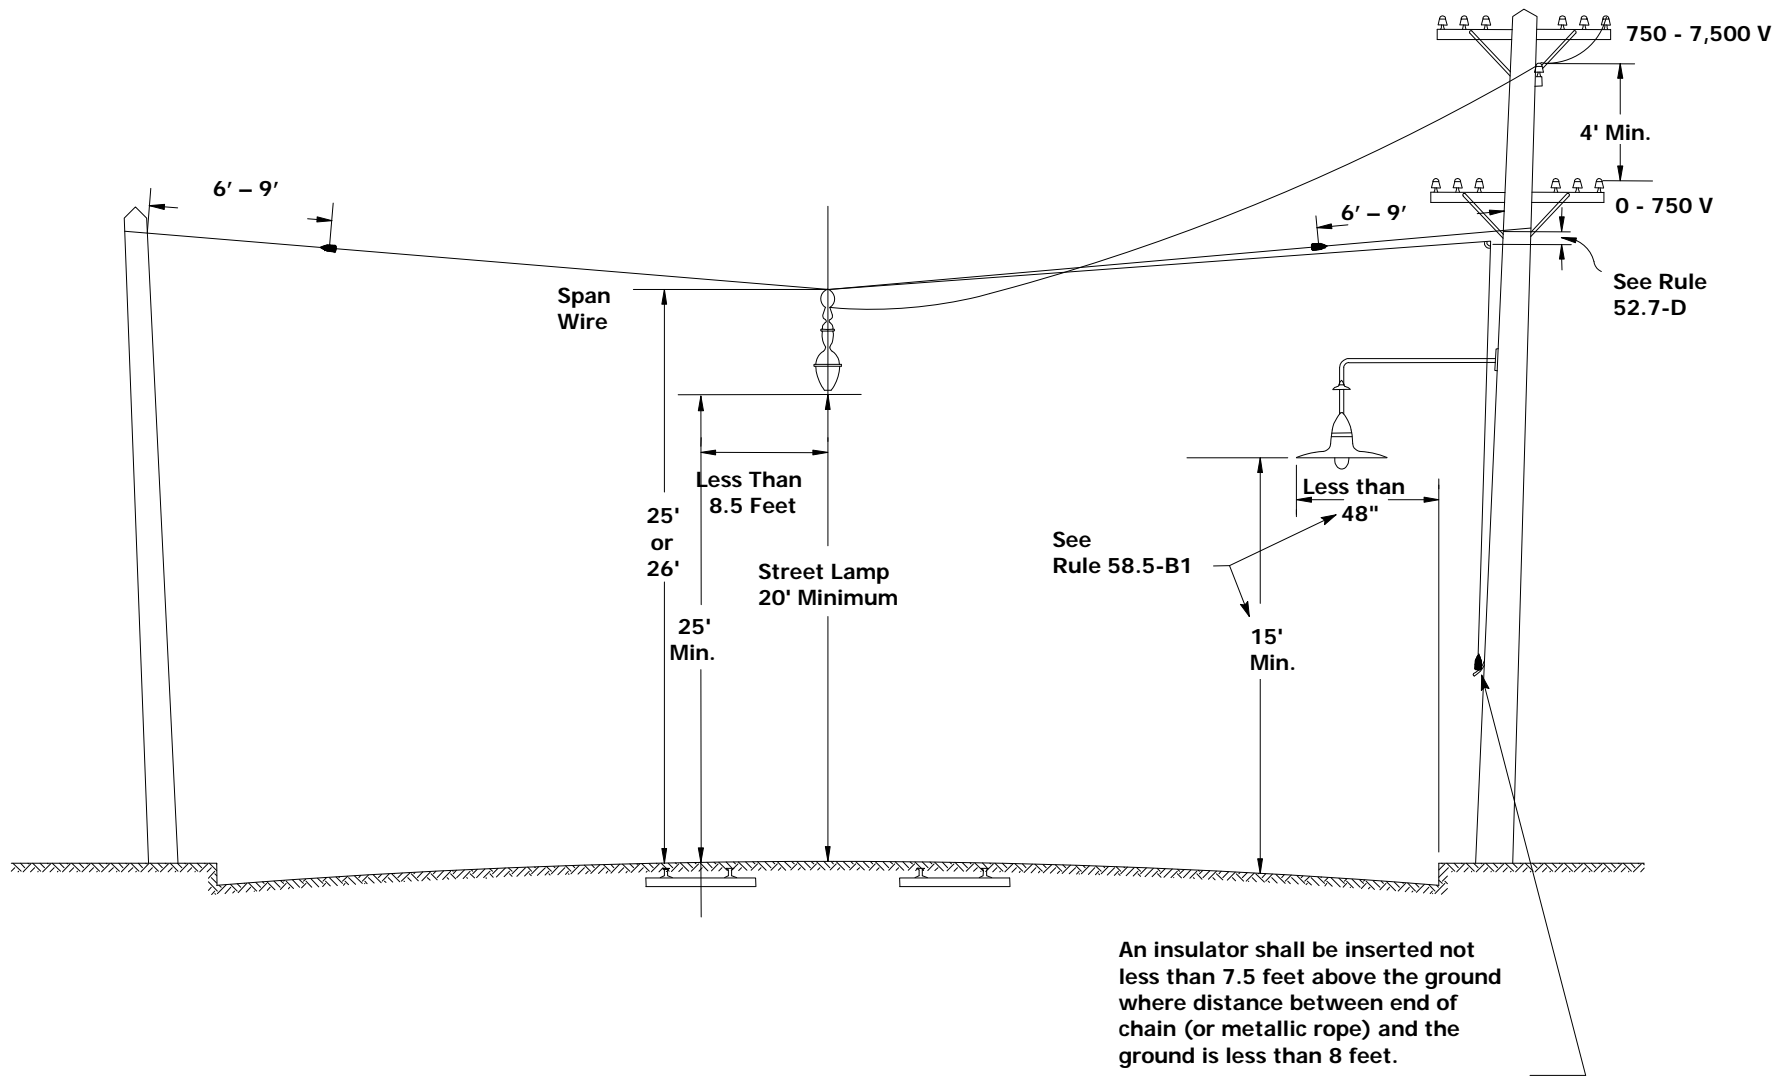 750 - 7,500 V
4' Min.
6' – 9'
6' – 9'
0 - 750 V
See Rule
52.7-D
Span
Wire
Less Than
8.5 Feet
Less than
48"
25'
or
26'
See
Rule 58.5-B1
Street Lamp
20' Minimum
25'
Min.
15'
Min.
An insulator shall be inserted not
less than 7.5 feet above the ground
where distance between end of
chain (or metallic rope) and the
ground is less than 8 feet.